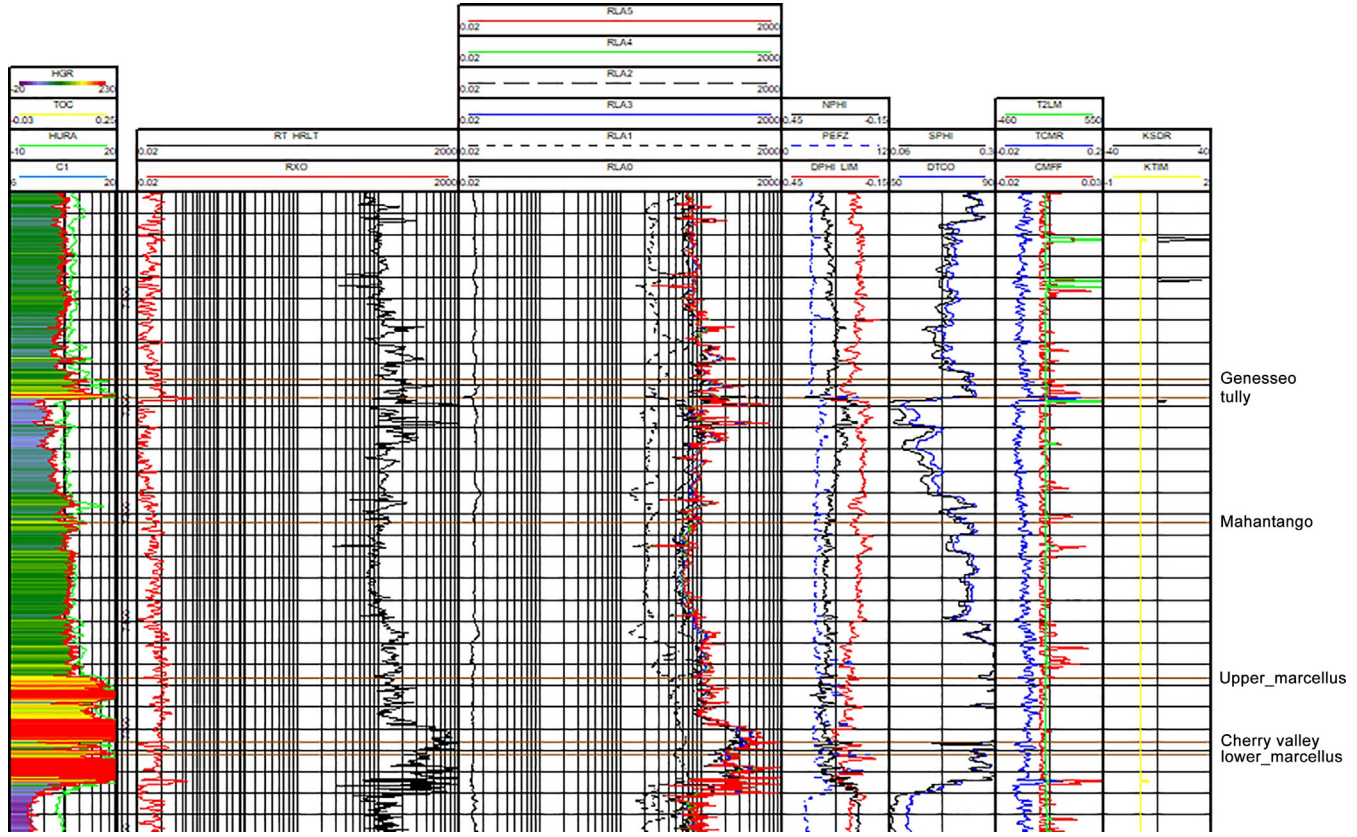 RLA5
0.02 2000
RLA4
0.02 2000
HGR RLA2
-20 230 0.02 2000
TOC RLA3 NPHI T2LM
-0.03 0.25 0.02 2000 0.45 -0.15 -460 550
HURA RT HRLT RLA1 PEFZ SPHI TCMR KSDR
-10 20 0.02 2000 0.02 2000 0 12 0.06 0.3 -0.02 0.2 -40 40
C1 RXO RLA0 DPHI LIM DTCO CMFF KTIM
6 20 0.02 2000 0.02 2000 0.45 -0.15 50 90 -0.02 0.03 -1 2
Genesseo
tully
Mahantango
Upper_marcellus
Cherry valley
lower_marcellus